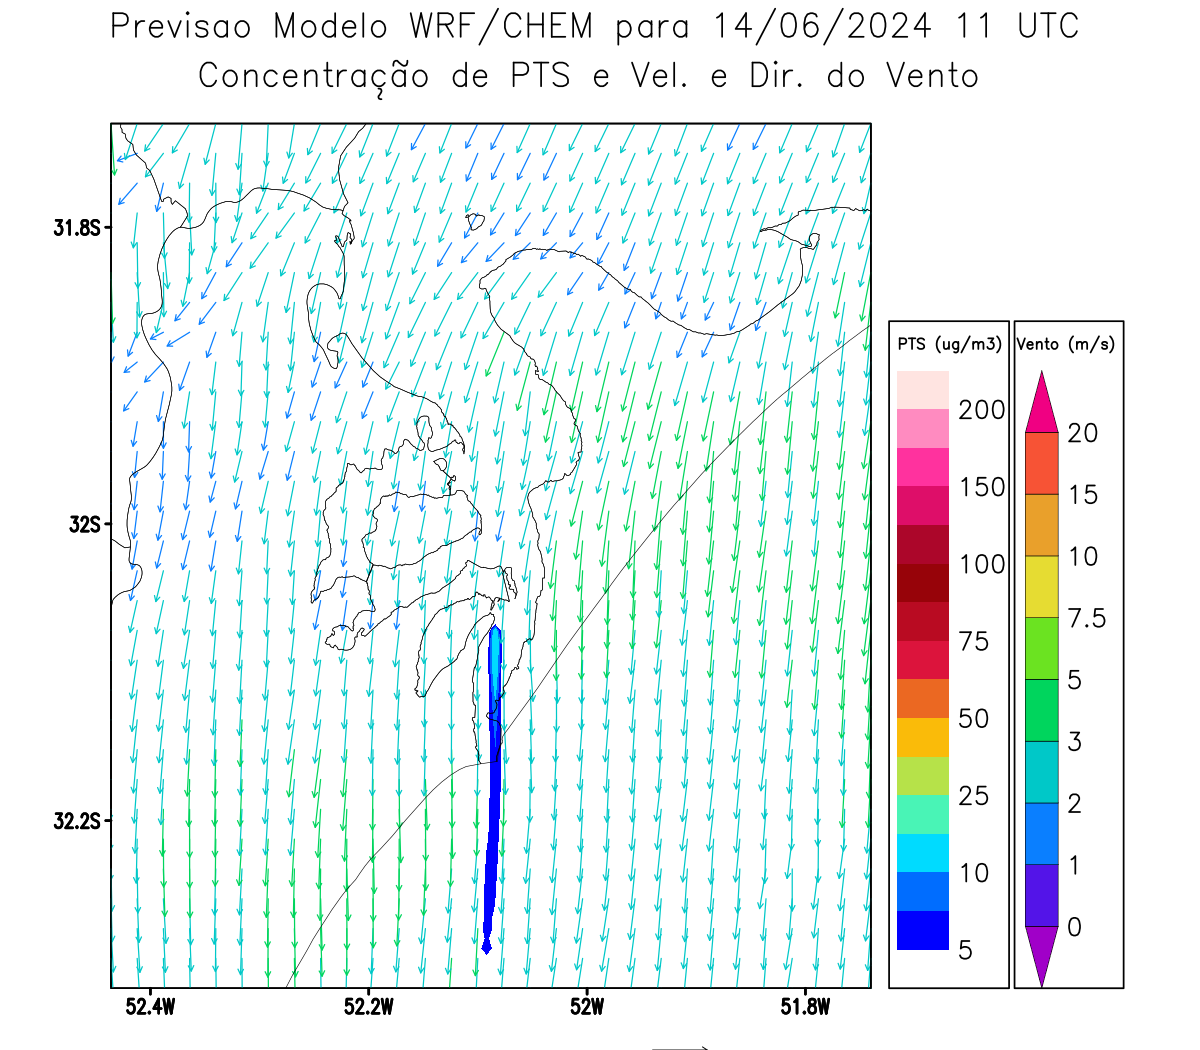 Previsao Modelo WRF/CHEM para 14/06/2024 11 UTC
Concentração de PTS e Vel. e Dir. do Vento
31.8S
32S
32.2S
52.4W
52.2W
52W
51.8W
PTS (ug/m3)
200
150
100
75
50
25
10
5
Vento (m/s)
20
15
10
7.5
5
3
2
1
0